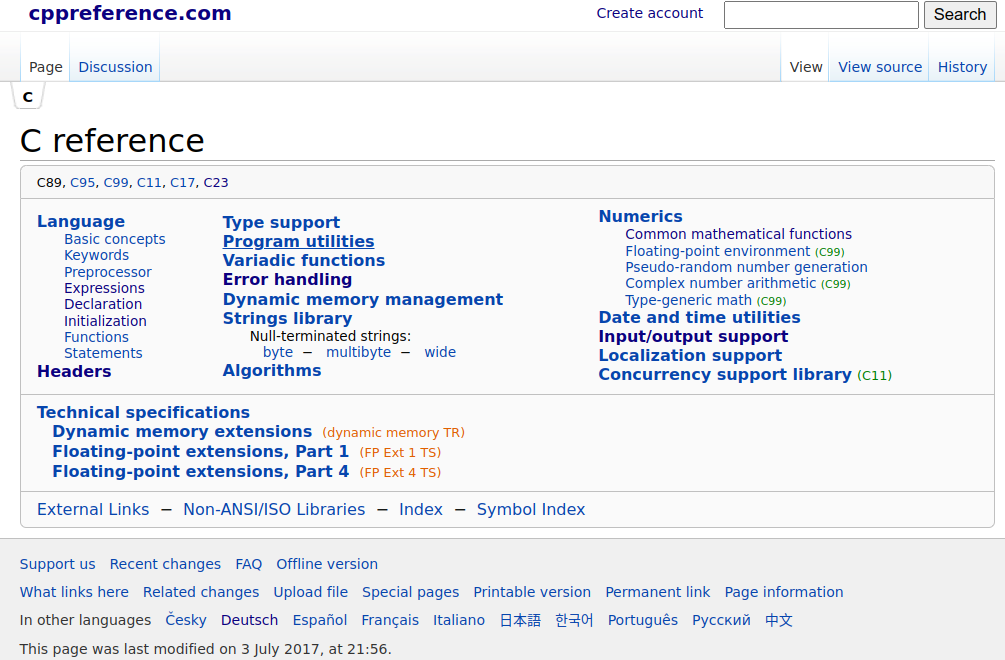 cppreference.com
Create account
Search
Page Discussion
View View source History
C
C reference
C89, C95, C99, C11, C17, C23
Language
Basic concepts
Keywords
Preprocessor
Expressions
Declaration
Initialization
Functions
Statements
Headers
Type support
Program utilities
Variadic functions
Error handling
Dynamic memory management
Strings library
Null-terminated strings:
byte − multibyte − wide
Algorithms
Numerics
Common mathematical functions
Floating-point environment (C99)
Pseudo-random number generation
Complex number arithmetic (C99)
Type-generic math (C99)
Date and time utilities
Input/output support
Localization support
Concurrency support library (C11)
Technical specifications
Dynamic memory extensions (dynamic memory TR)
Floating-point extensions, Part 1 (FP Ext 1 TS)
Floating-point extensions, Part 4 (FP Ext 4 TS)
External Links − Non-ANSI/ISO Libraries − Index − Symbol Index
Support us Recent changes FAQ Offline version
What links here Related changes Upload file Special pages Printable version Permanent link Page information
In other languages Česky Deutsch Español Français Italiano 日本語 한국어 Português Русский 中文
This page was last modified on 3 July 2017, at 21:56.